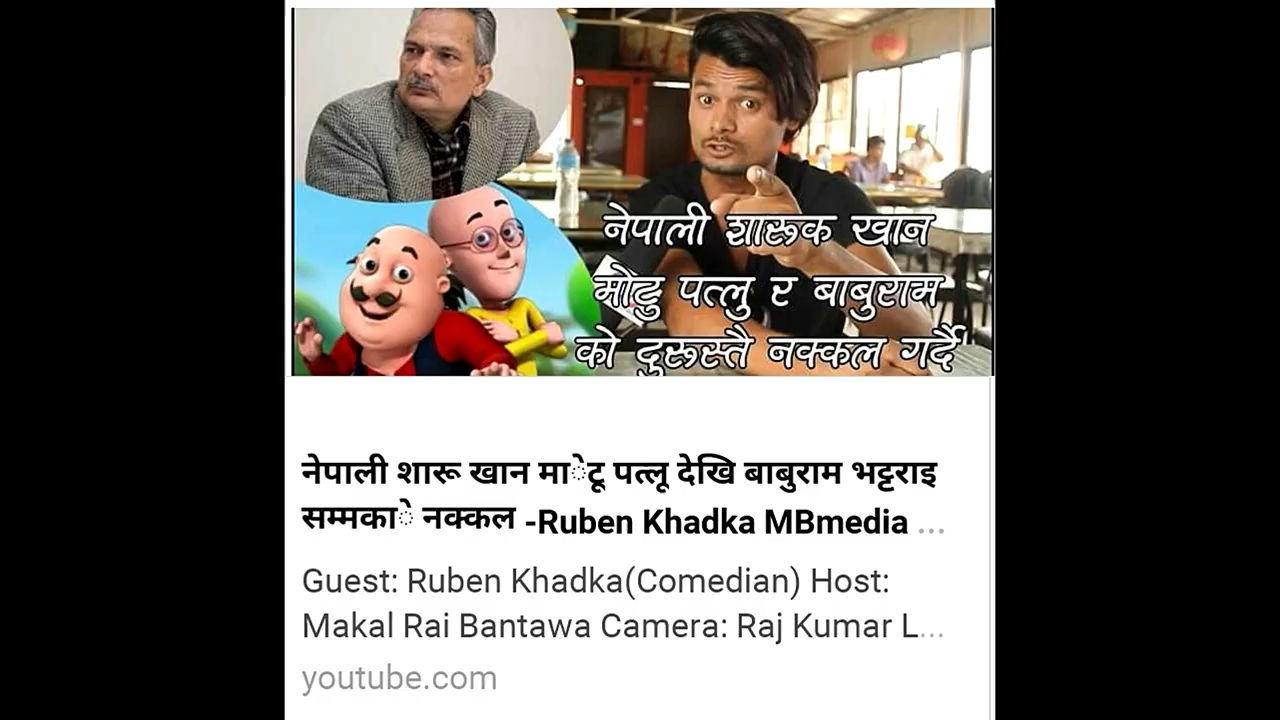 नेपाली शारूक खान
मोटु पत्लु र बाबुराम
को दुरूस्तै नक्कल गर्दै
नेपाली शारू खान माेटू पत्लू देखि बाबुराम भट्टराइ
सम्मकाे नक्कल -Ruben Khadka MBmedia ...
Guest: Ruben Khadka(Comedian) Host:
Makal Rai Bantawa Camera: Raj Kumar L...
youtube.com